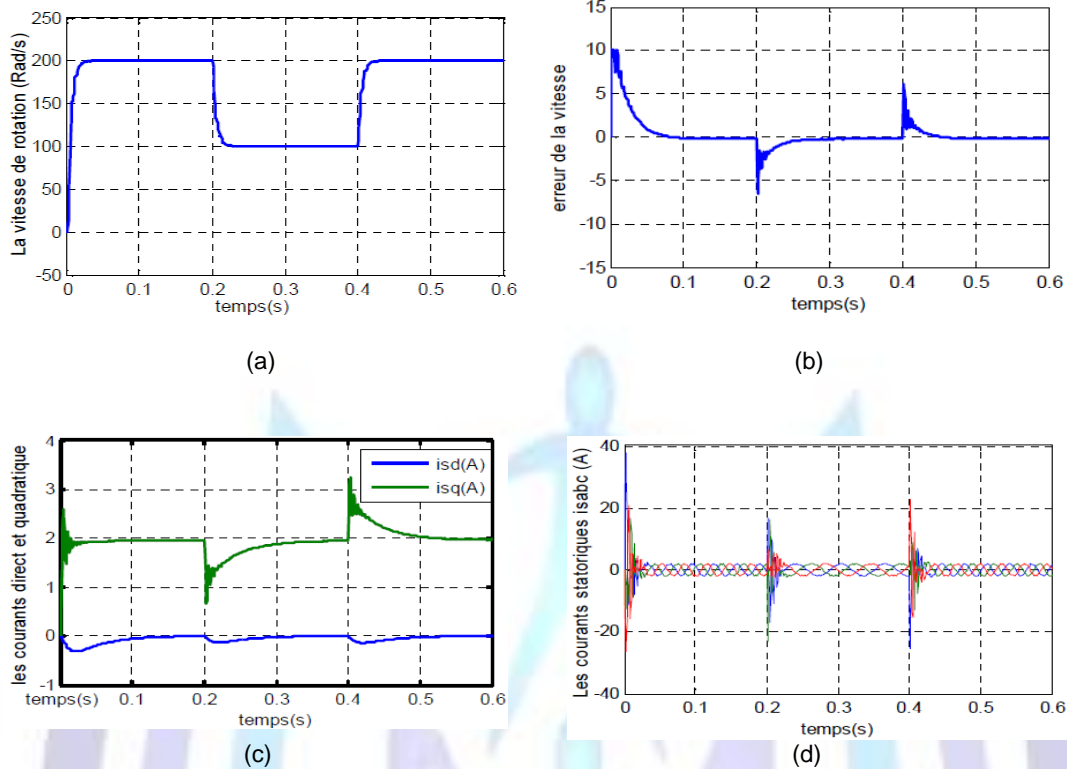 La vitesse de rotation (Rad/s)
250
200
150
100
50
0
-50
0 0.1 0.2 0.3 0.4 0.5 0.6
temps(s)
(a)
erreur de la vitesse
15
10
5
0
-5
-10
-15
0 0.1 0.2 0.3 0.4 0.5 0.6
temps(s)
(b)
les courants direct et quadratique
4
3
2
1
0
-1
isd(A)
isq(A)
temps(s) 0.1 0.2 0.3 0.4 0.5 0.6
temps(s)
(c)
Les courants statoriques isabc (A)
40
20
0
-20
-40
0 0.1 0.2 0.3 0.4 0.5 0.6
temps(s)
(d)